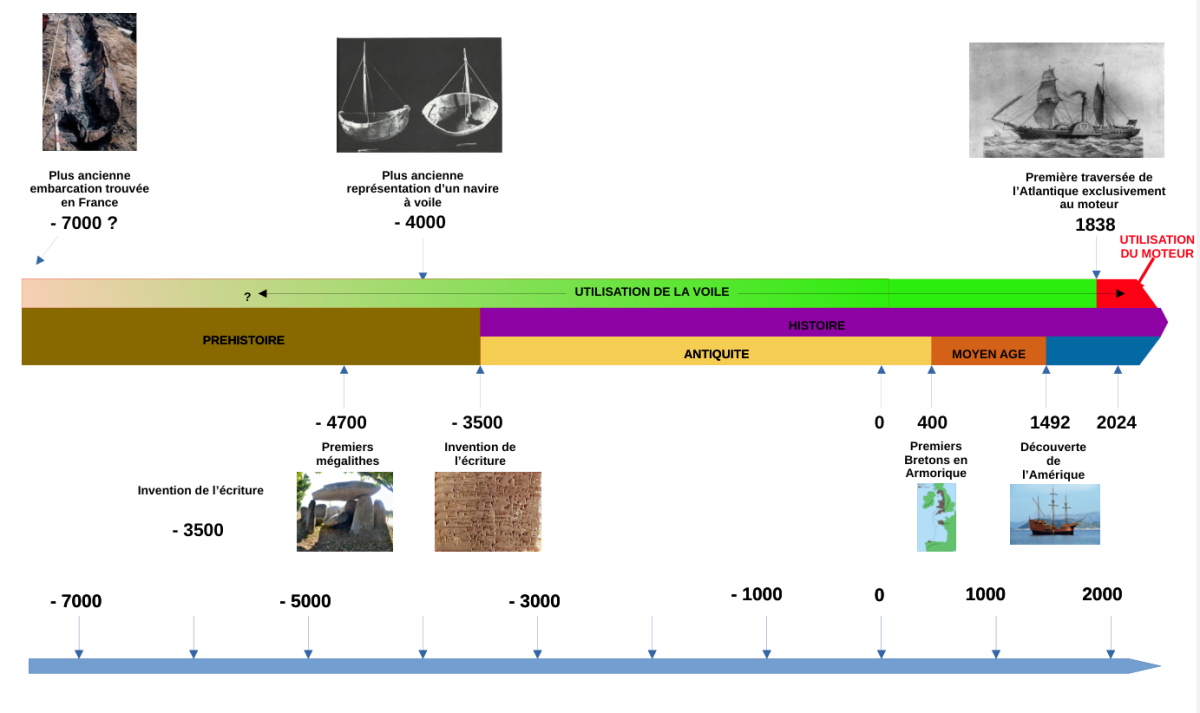 Plus ancienne
embarcation trouvée
en France
- 7000 ?
Plus ancienne
représentation d’un navire
à voile
- 4000
Première traversée de
l’Atlantique exclusivement
au moteur
1838
UTILISATION
DU MOTEUR
?
UTILISATION DE LA VOILE
PREHISTOIRE
HISTOIRE
ANTIQUITE
MOYEN AGE
- 4700
Premiers
mégalithes
- 3500
Invention de
l’écriture
0
400
Premiers
Bretons en
Armorique
1492
Découverte
de
l’Amérique
2024
Invention de l’écriture
- 3500
- 7000
- 5000
- 3000
- 1000
0
1000
2000